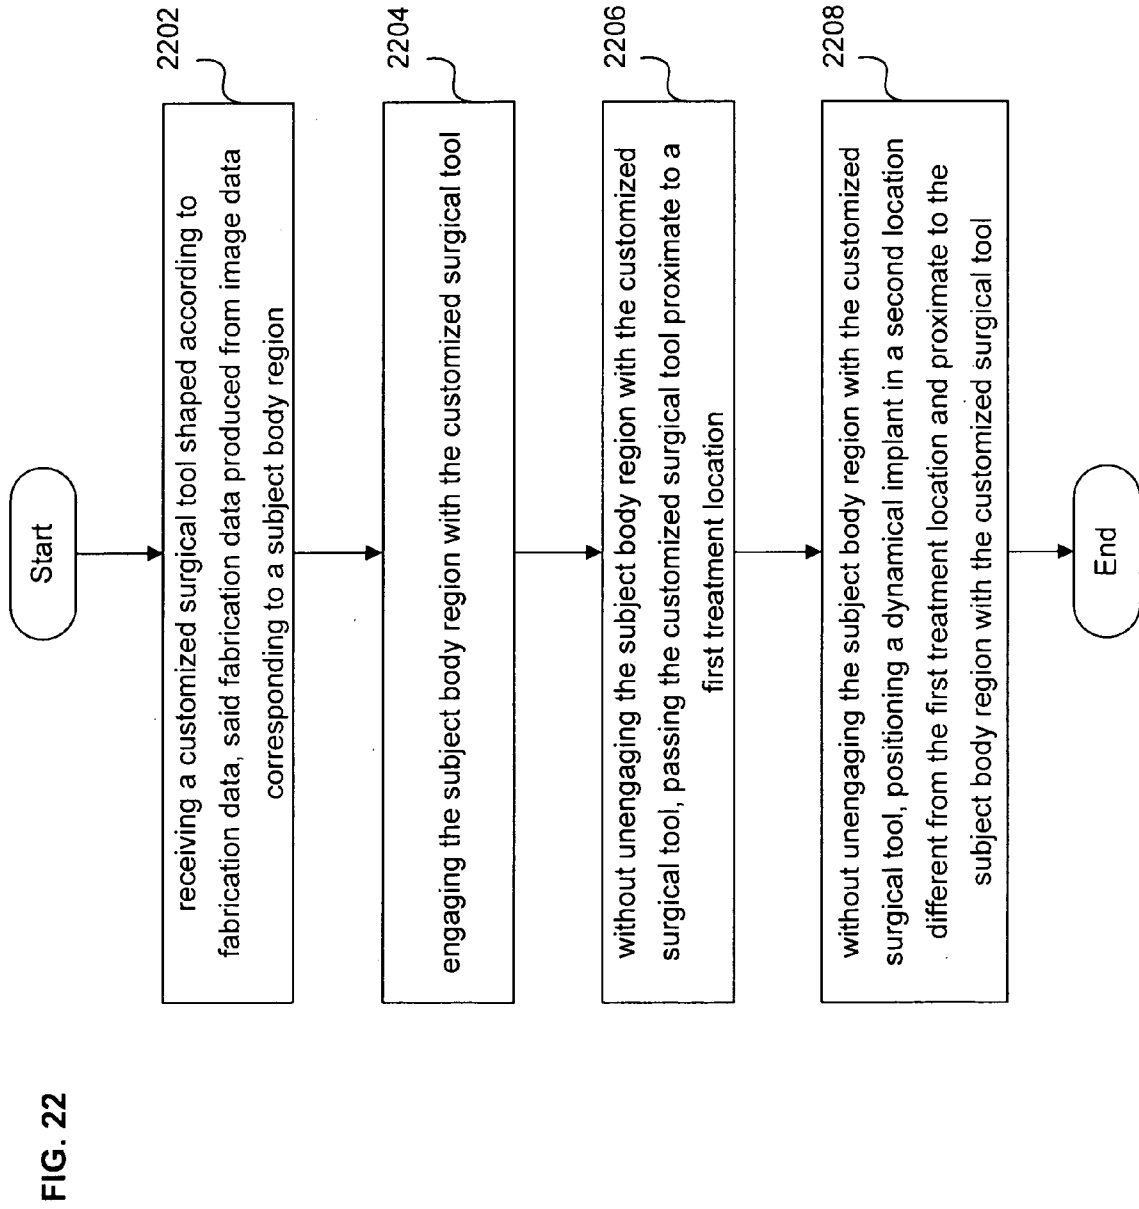 FIG. 22
Start
2202
receiving a customized surgical tool shaped according to
fabrication data, said fabrication data produced from image data
corresponding to a subject body region
2204
engaging the subject body region with the customized surgical tool
2206
without unengaging the subject body region with the customized
surgical tool, passing the customized surgical tool proximate to a
first treatment location
2208
without unengaging the subject body region with the customized
surgical tool, positioning a dynamical implant in a second location
different from the first treatment location and proximate to the
subject body region with the customized surgical tool
End